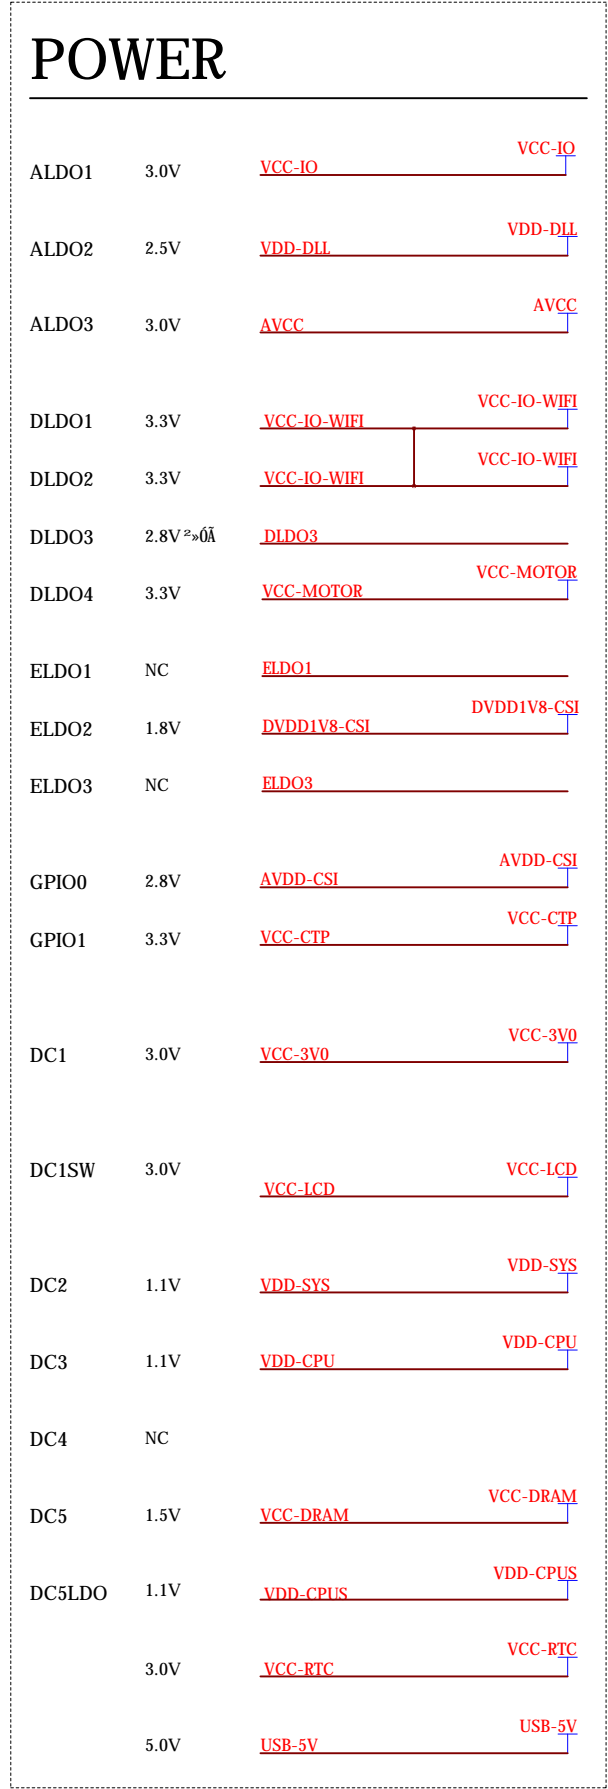 POWER
VCC-IO
ALDO1 3.0V VCC-IO
VDD-DLL
ALDO2 2.5V VDD-DLL
AVCC
ALDO3 3.0V AVCC
VCC-IO-WIFI
DLDO1 3.3V VCC-IO-WIFI
VCC-IO-WIFI
DLDO2 3.3V VCC-IO-WIFI
DLDO3 2.8V ²»ÓÃ DLDO3
VCC-MOTOR
DLDO4 3.3V VCC-MOTOR
ELDO1 NC ELDO1
DVDD1V8-CSI
ELDO2 1.8V DVDD1V8-CSI
ELDO3 NC ELDO3
AVDD-CSI
GPIO0 2.8V AVDD-CSI
VCC-CTP
GPIO1 3.3V VCC-CTP
VCC-3V0
DC1 3.0V VCC-3V0
DC1SW 3.0V VCC-LCD
VCC-LCD
VDD-SYS
DC2 1.1V VDD-SYS
VDD-CPU
DC3 1.1V VDD-CPU
DC4 NC
VCC-DRAM
DC5 1.5V VCC-DRAM
VDD-CPUS
DC5LDO 1.1V VDD-CPUS
VCC-RTC
3.0V VCC-RTC
USB-5V
5.0V USB-5V